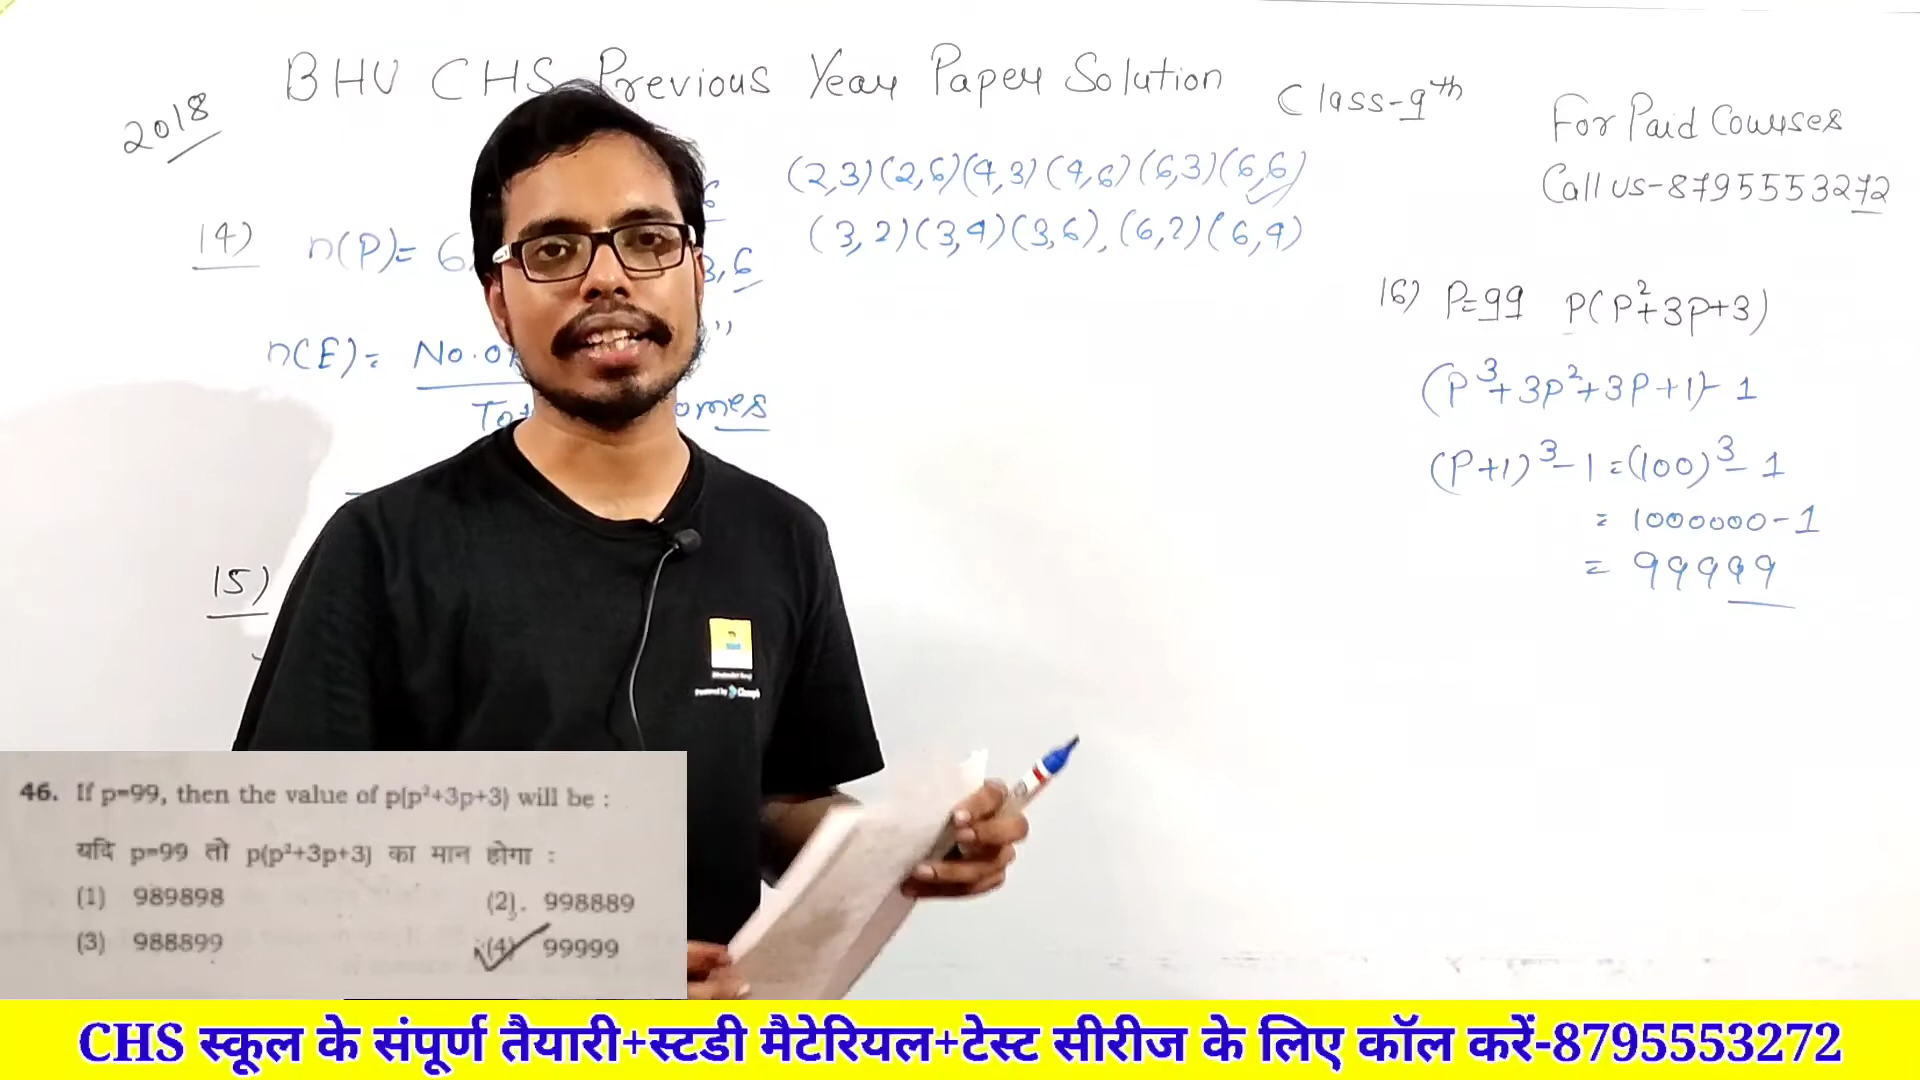 BHU CHS Previous Year Paper Solution
Class-9th
2018
For Paid Courses
Call us-8795553272
(2,3)(2,6)(4,3)(4,6)(6,3)(6,6)
(3,2)(3,4)(3,6),(6,2)(6,4)
14) n(P)= 6
3,6
n(E)=
omes
15)
16) P=99 P(P²+3P+3)
(P³+3P²+3P+1)-1
(P+1)³-1=(100)³-1
= 1000000-1
= 99999
46. If p=99, then the value of p(p²+3p+3) will be :
यदि p=99 तो p(p²+3p+3) का मान होगा :
(1) 989898 (2). 998889
(3) 988899 (4) 99999
CHS स्कूल के संपूर्ण तैयारी+स्टडी मैटेरियल+टेस्ट सीरीज के लिए कॉल करें-8795553272